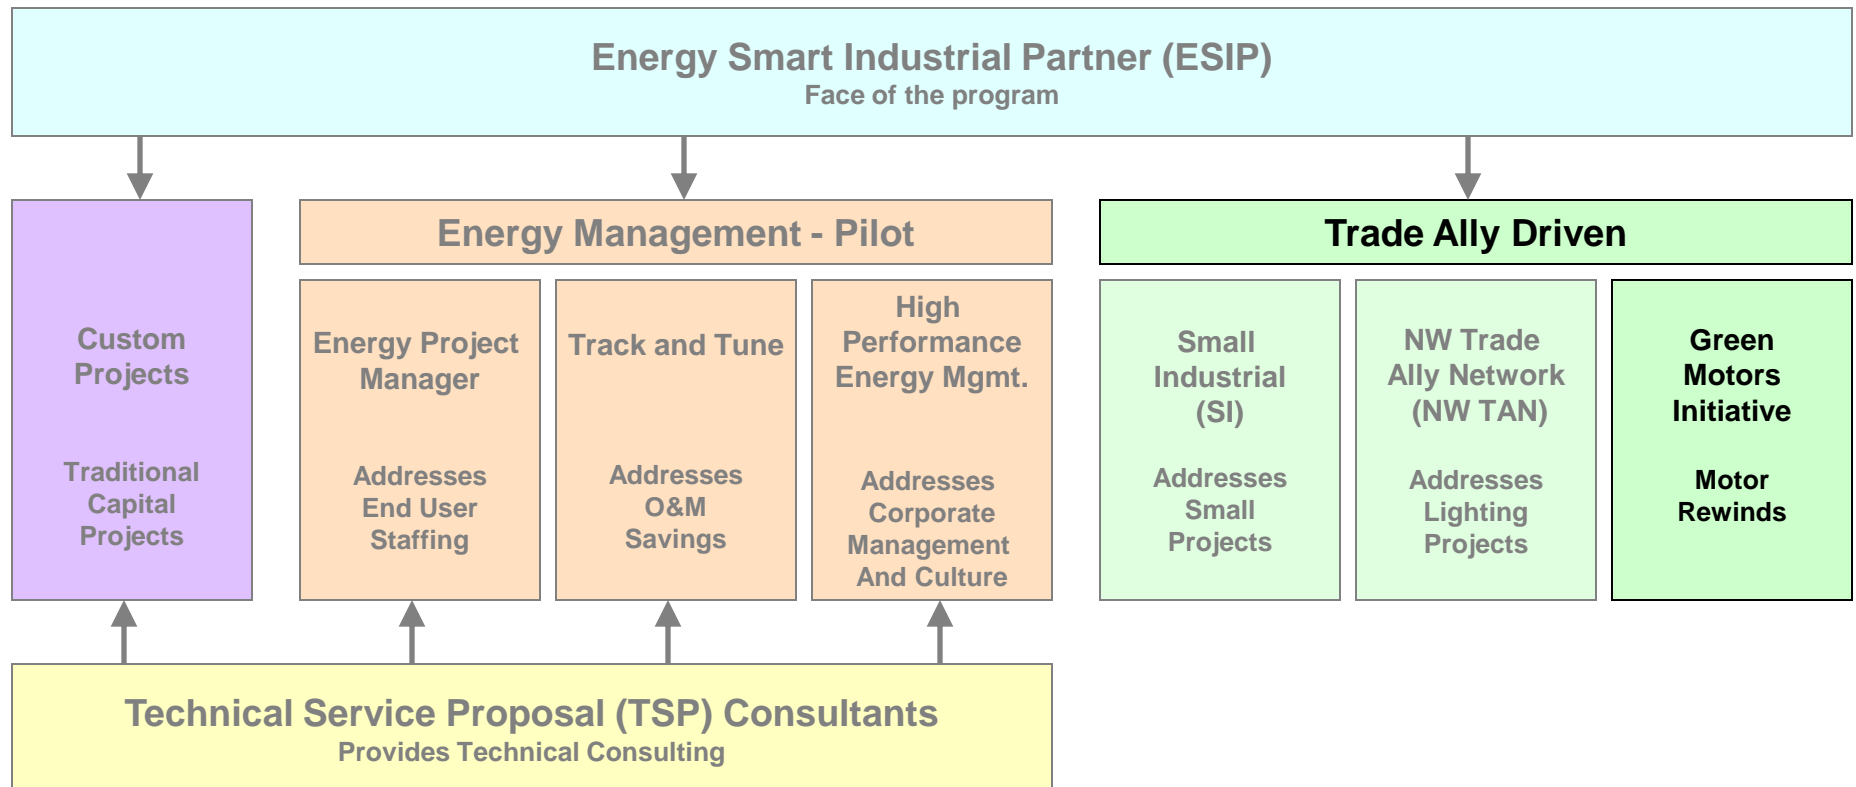 Energy Smart Industrial Partner (ESIP)
Face of the program
Custom
Projects
Traditional
Capital
Projects
Energy Management - Pilot
Energy Project
Manager
Addresses
End User
Staffing
Track and Tune
Addresses
O&M
Savings
High
Performance
Energy Mgmt.
Addresses
Corporate
Management
And Culture
Trade Ally Driven
Small
Industrial
(SI)
Addresses
Small
Projects
NW Trade
Ally Network
(NW TAN)
Addresses
Lighting
Projects
Green
Motors
Initiative
Motor
Rewinds
Technical Service Proposal (TSP) Consultants
Provides Technical Consulting